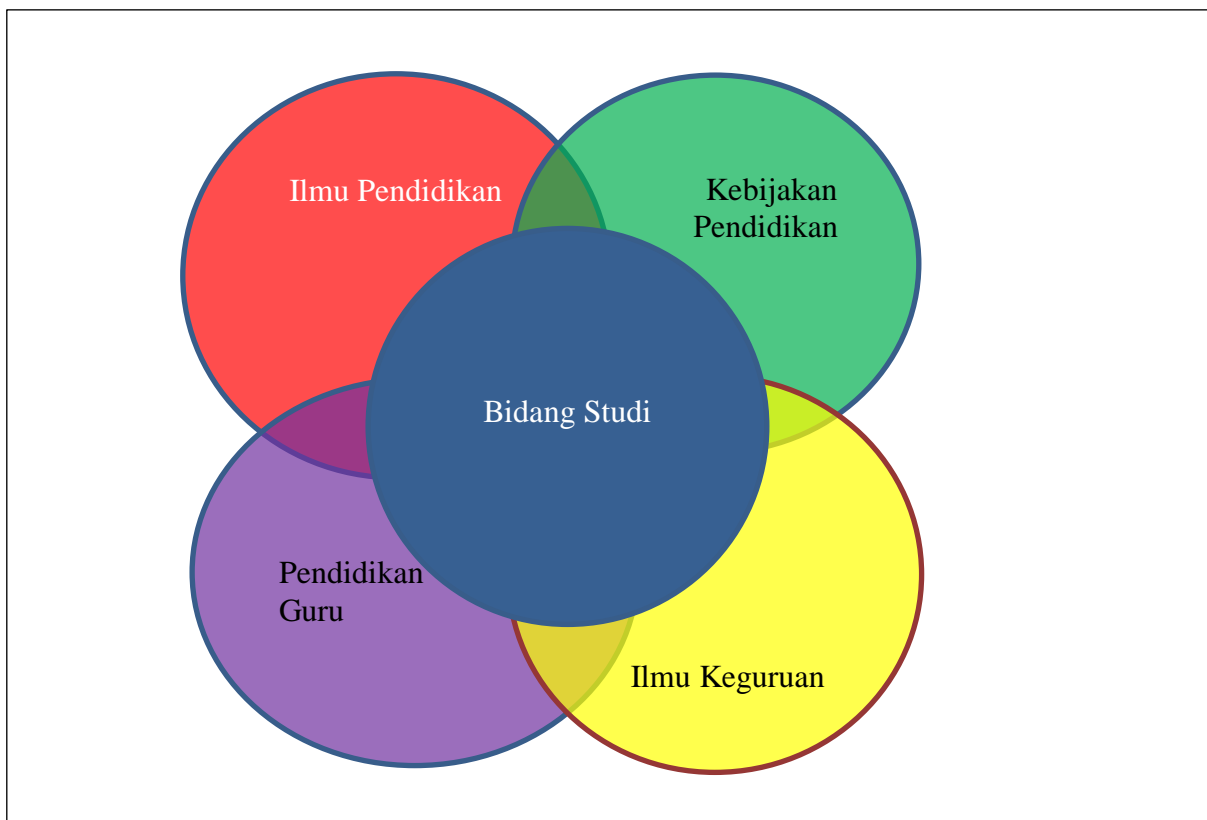 Ilmu Pendidikan
Kebijakan
Pendidikan
Bidang Studi
Pendidikan
Guru
Ilmu Keguruan